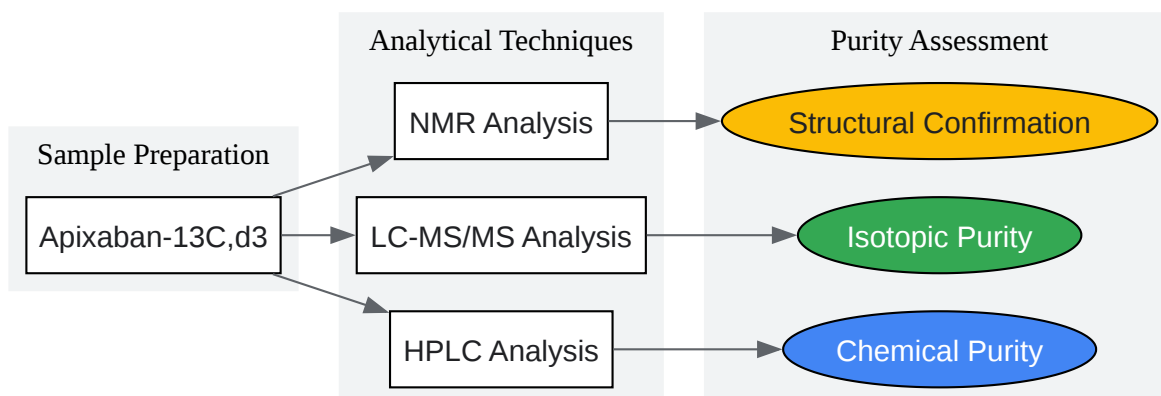 Sample Preparation
Apixaban-13C,d3
Analytical Techniques
NMR Analysis
LC-MS/MS Analysis
HPLC Analysis
Purity Assessment
Structural Confirmation
Isotopic Purity
Chemical Purity